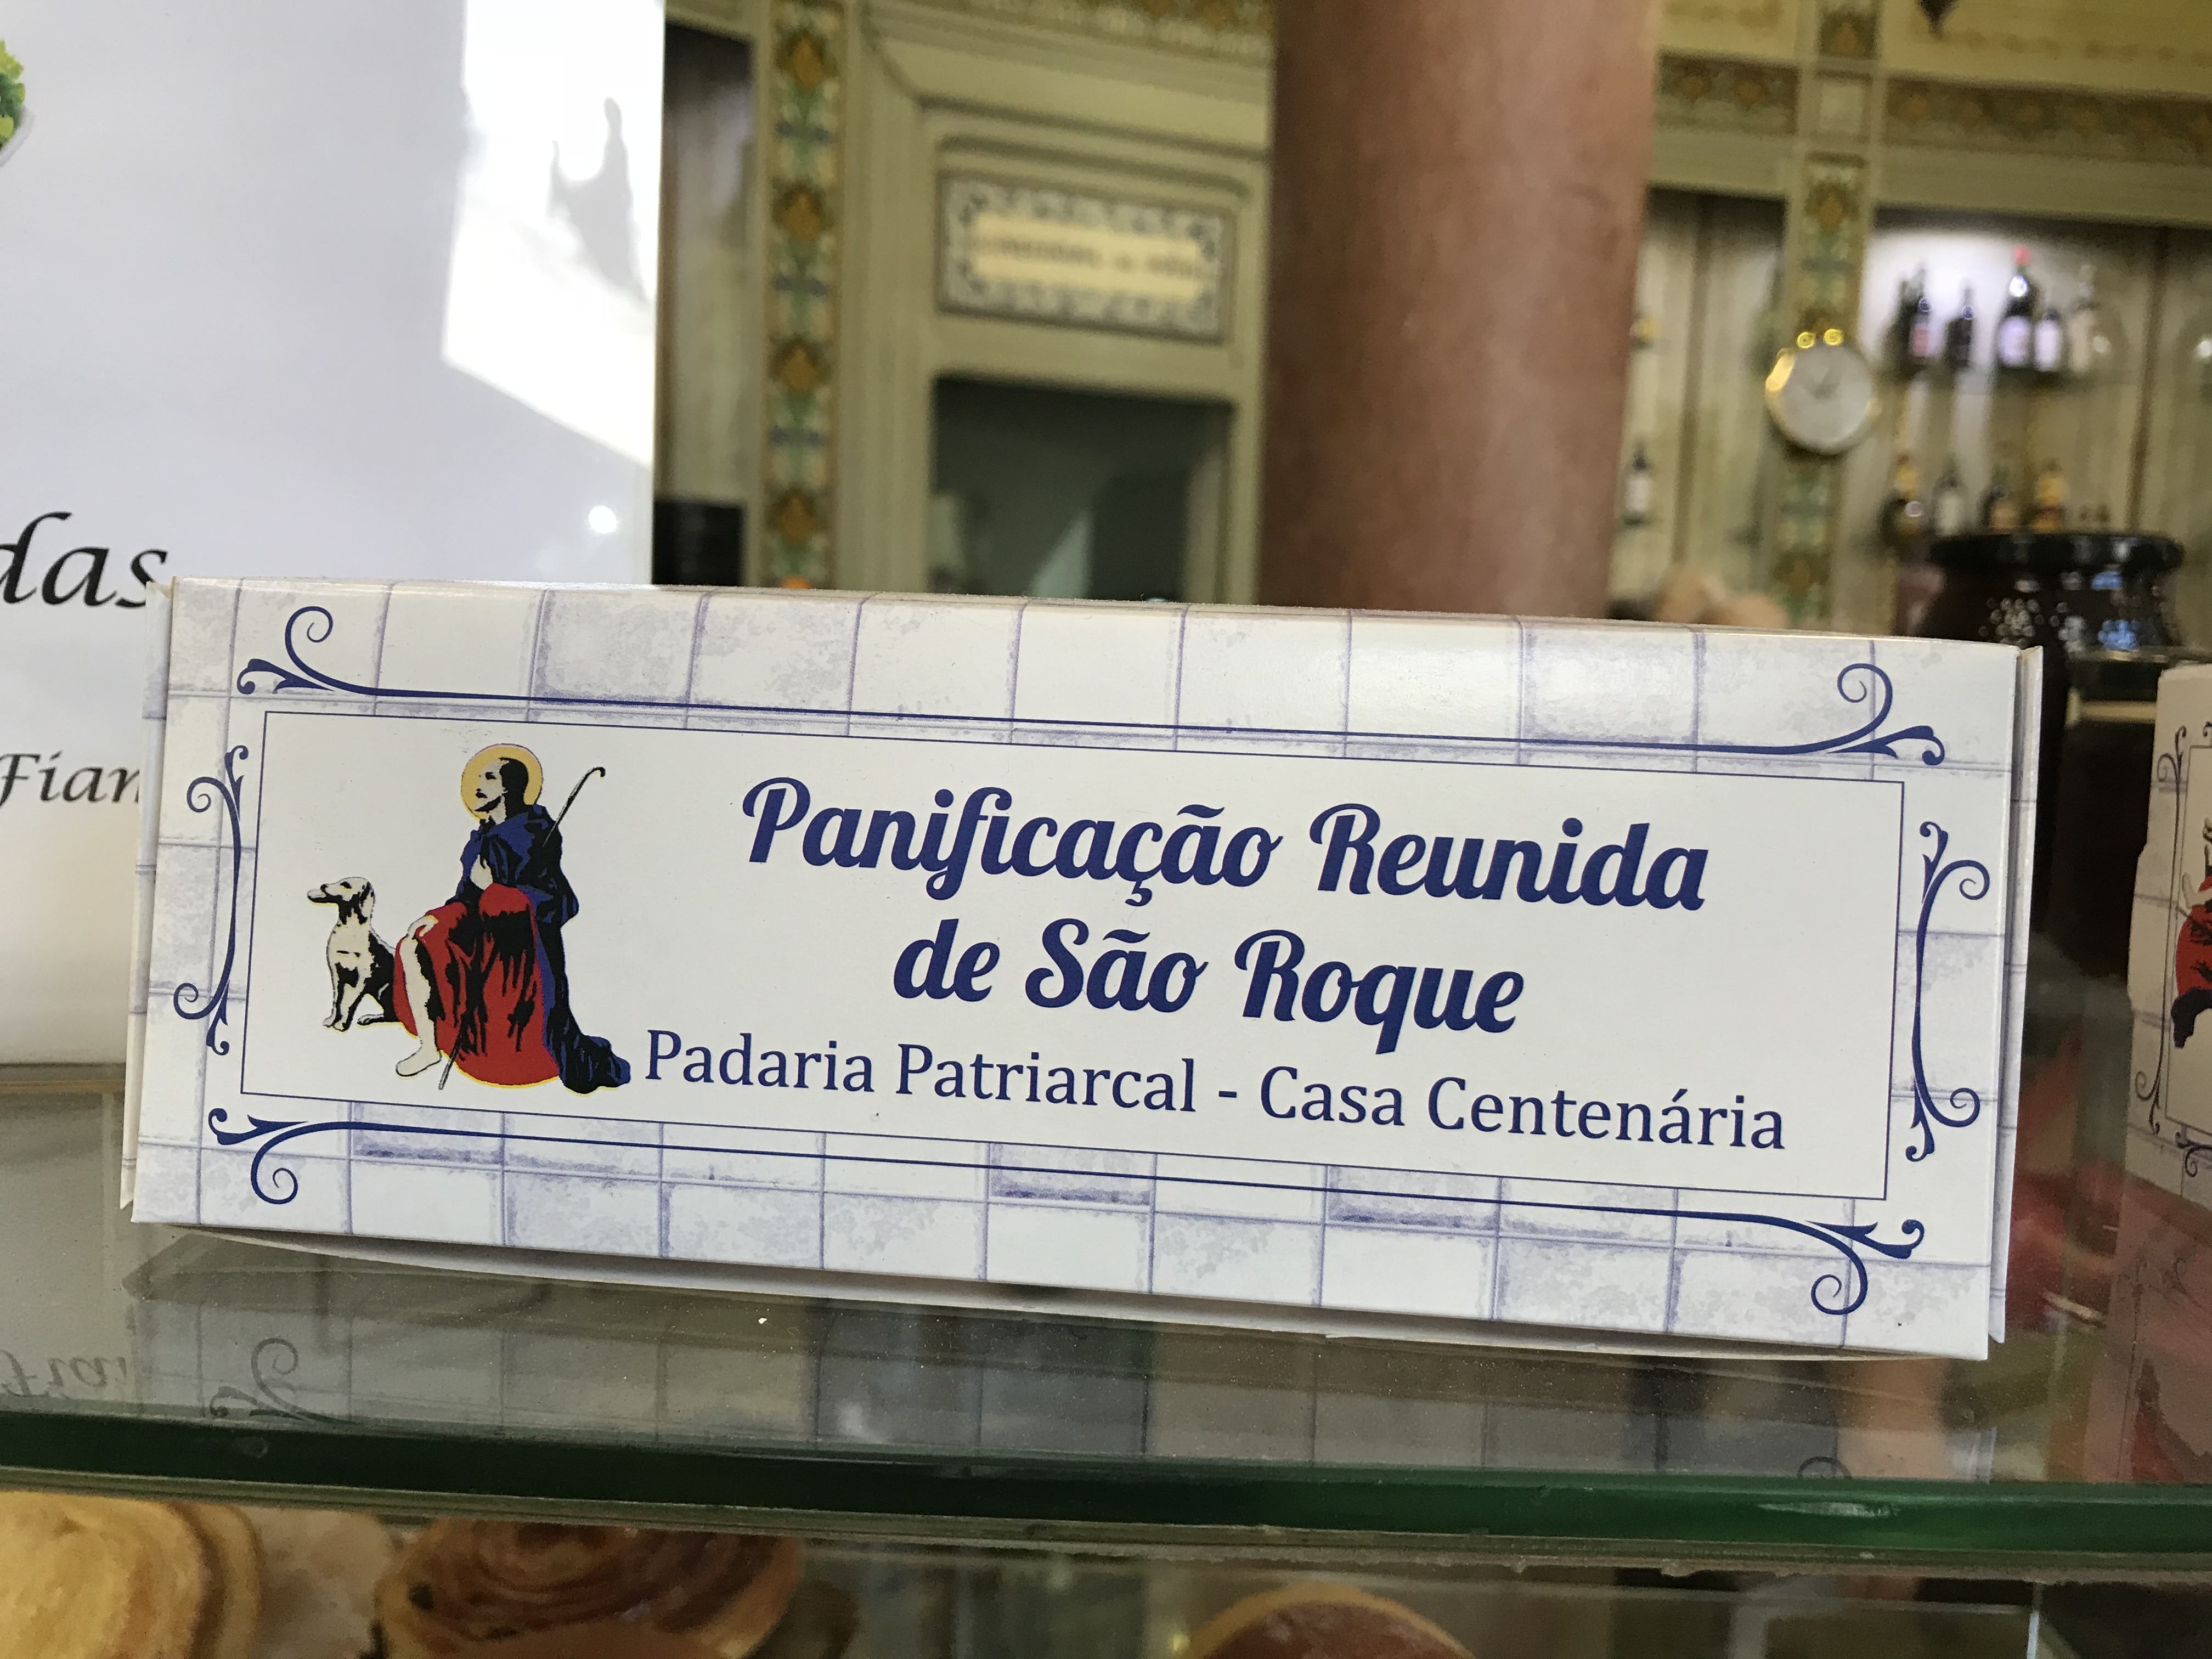 das
Fian
Panificação Reunida
de São Roque
Padaria Patriarcal - Casa Centenária